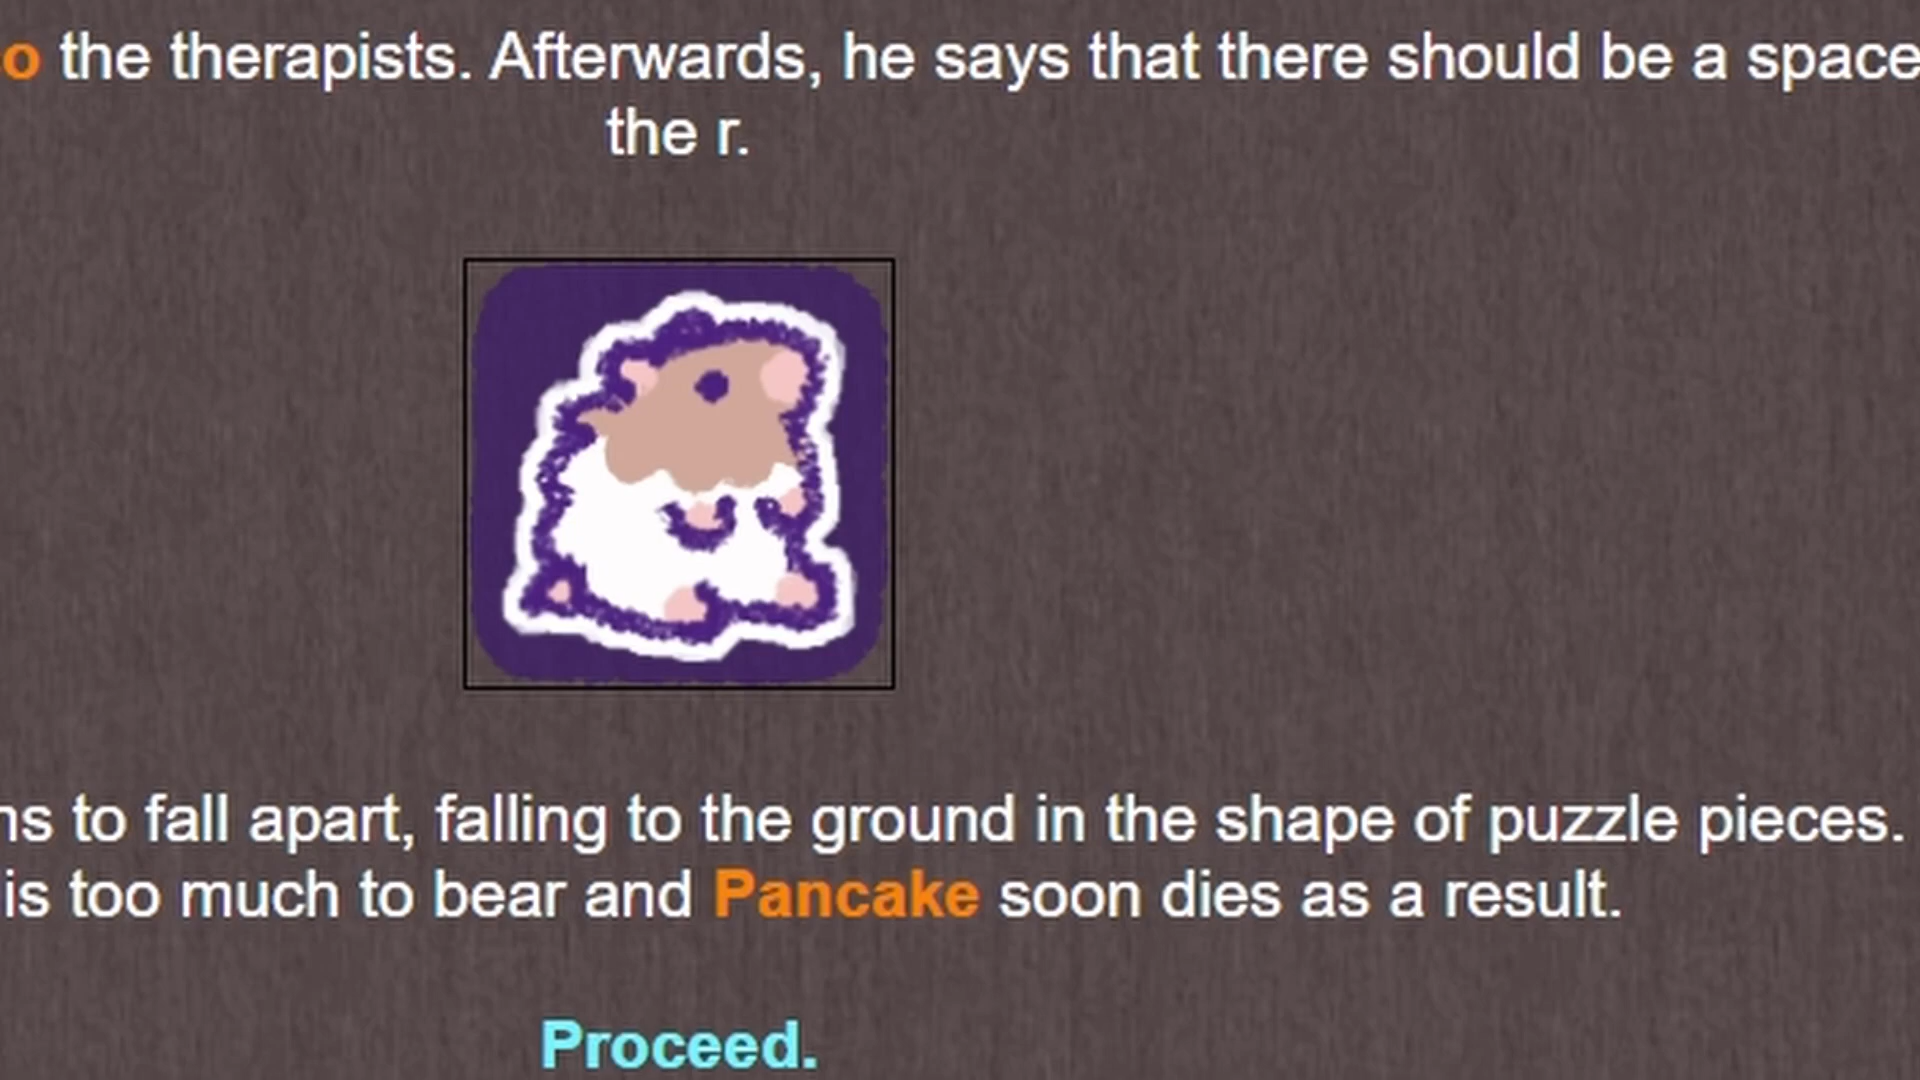 o the therapists. Afterwards, he says that there should be a space
the r.
ns to fall apart, falling to the ground in the shape of puzzle pieces.
is too much to bear and Pancake soon dies as a result.
Proceed.